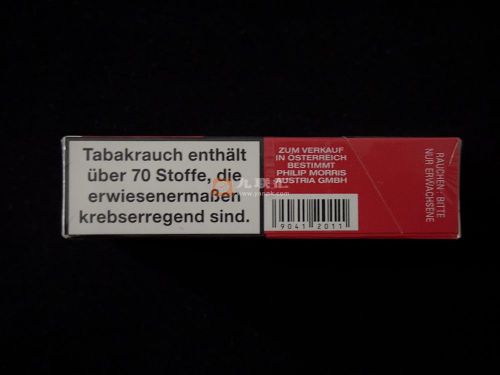 Tabakrauch enthält
über 70 Stoffe, die
erwiesenermaßen
krebserregend sind.
ZUM VERKAUF
IN ÖSTERREICH
BESTIMMT
PHILIP MORRIS
AUSTRIA GMBH
9041 2011
RAUCHEN · BITTE
NUR ERWACHSENE